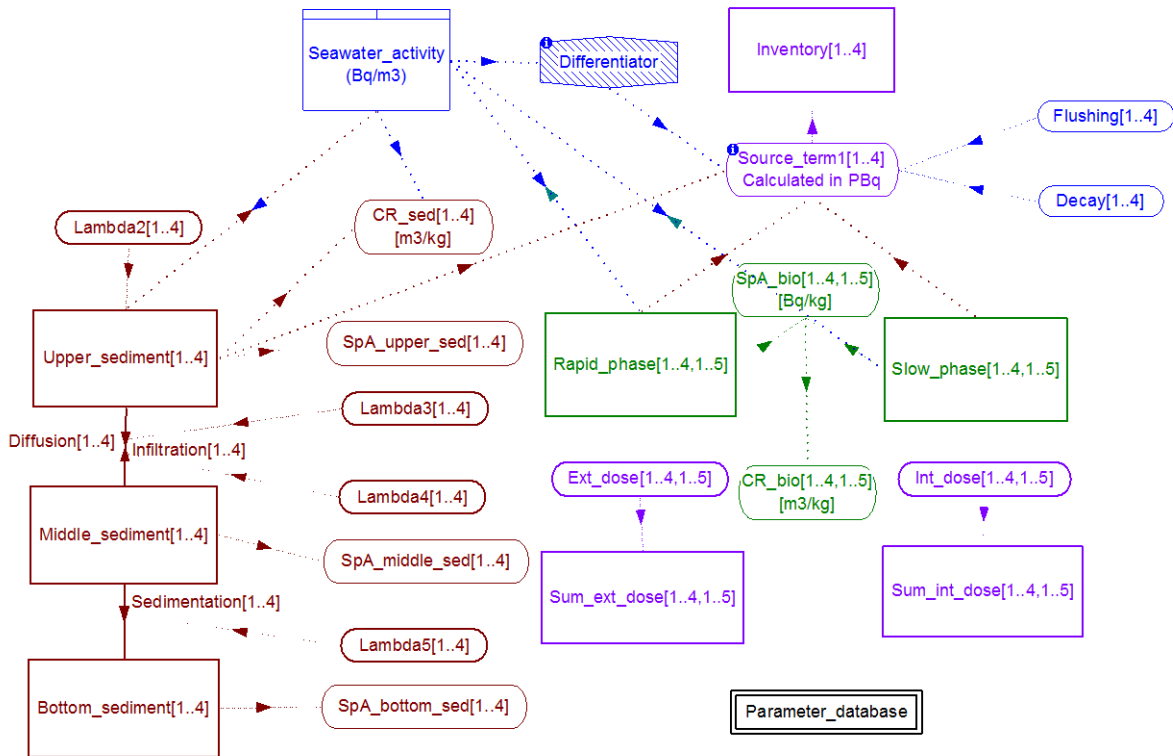 Seawater_activity
(Bq/m3)
Differentiator
Inventory[1..4]
Flushing[1..4]
Source_term1[1..4]
Calculated in PBq
Decay[1..4]
Lambda2[1..4]
CR_sed[1..4]
[m3/kg]
SpA_bio[1..4,1..5]
[Bq/kg]
Upper_sediment[1..4]
SpA_upper_sed[1..4]
Rapid_phase[1..4,1..5]
Slow_phase[1..4,1..5]
Lambda3[1..4]
Diffusion[1..4]
Infiltration[1..4]
Lambda4[1..4]
Ext_dose[1..4,1..5]
CR_bio[1..4,1..5]
[m3/kg]
Int_dose[1..4,1..5]
Middle_sediment[1..4]
SpA_middle_sed[1..4]
Sum_ext_dose[1..4,1..5]
Sum_int_dose[1..4,1..5]
Sedimentation[1..4]
Lambda5[1..4]
Bottom_sediment[1..4]
SpA_bottom_sed[1..4]
Parameter_database